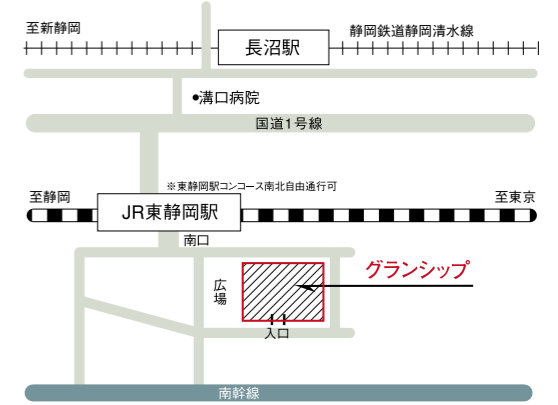 至新静岡
長沼駅
静岡鉄道静岡清水線
●溝口病院
国道1号線
※東静岡駅コンコース南北自由通行可
至静岡
JR東静岡駅
至東京
南口
広場
グランシップ
入口
南幹線